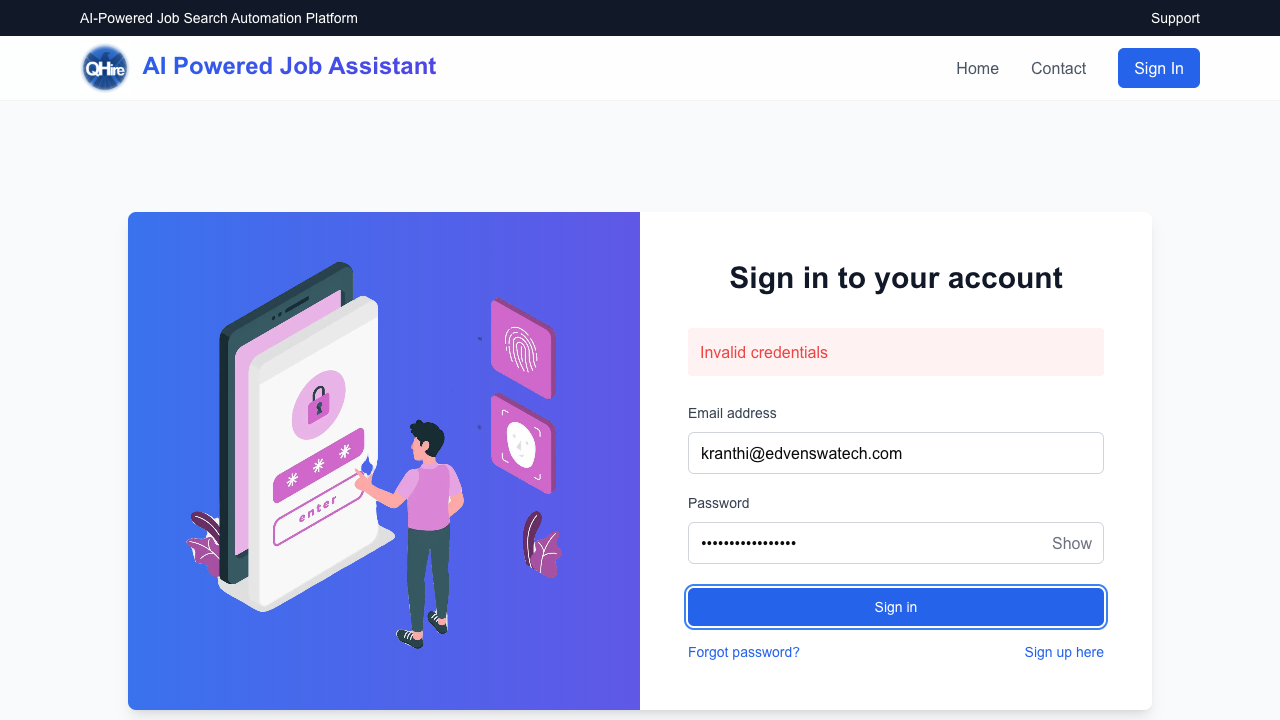 AI-Powered Job Search Automation Platform
Support
QHire
AI Powered Job Assistant
Home
Contact
Sign In
Sign in to your account
Invalid credentials
Email address
kranthi@edvenswatech.com
Password
••••••••••••••••
Show
Sign in
Forgot password?
Sign up here
* * *
enter